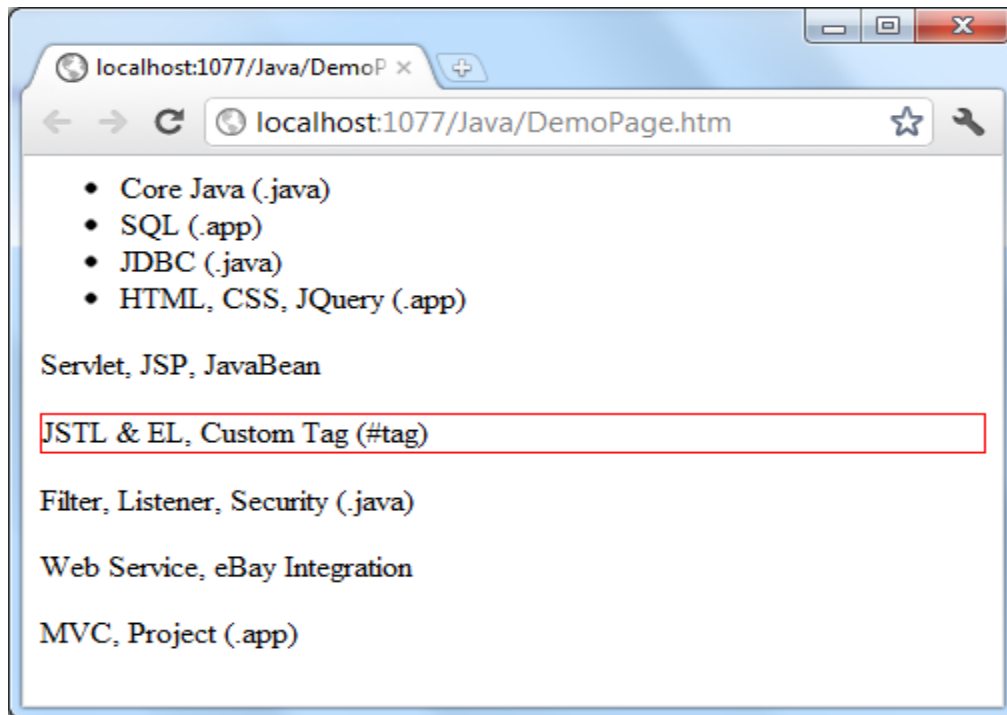 localhost:1077/Java/DemoP
localhost:1077/Java/DemoPage.htm
• Core Java (.java)
• SQL (.app)
• JDBC (.java)
• HTML, CSS, JQuery (.app)
Servlet, JSP, JavaBean
JSTL & EL, Custom Tag (#tag)
Filter, Listener, Security (.java)
Web Service, eBay Integration
MVC, Project (.app)